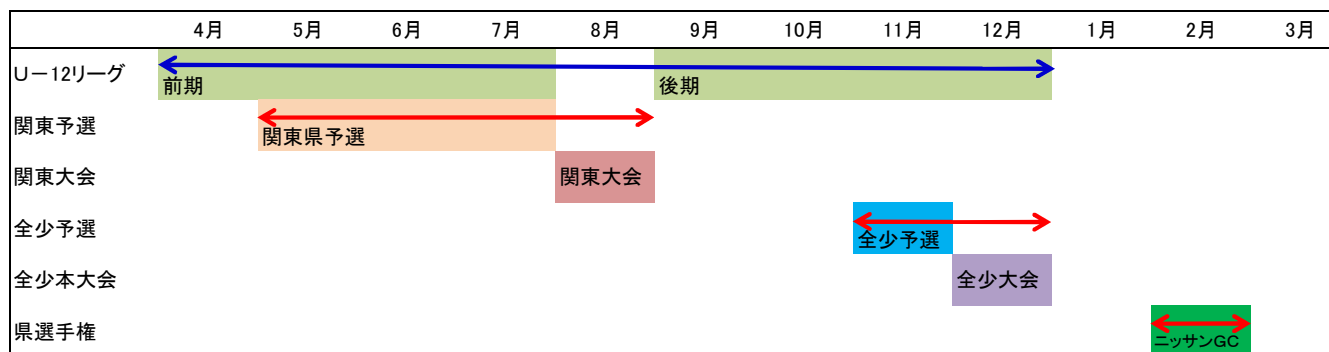 4月 5月 6月 7月 8月 9月 10月 11月 12月 1月 2月 3月
U－12リーグ 前期 後期
関東予選 関東県予選
関東大会 関東大会
全少予選 全少予選
全少本大会 全少大会
県選手権 ニッサンGC